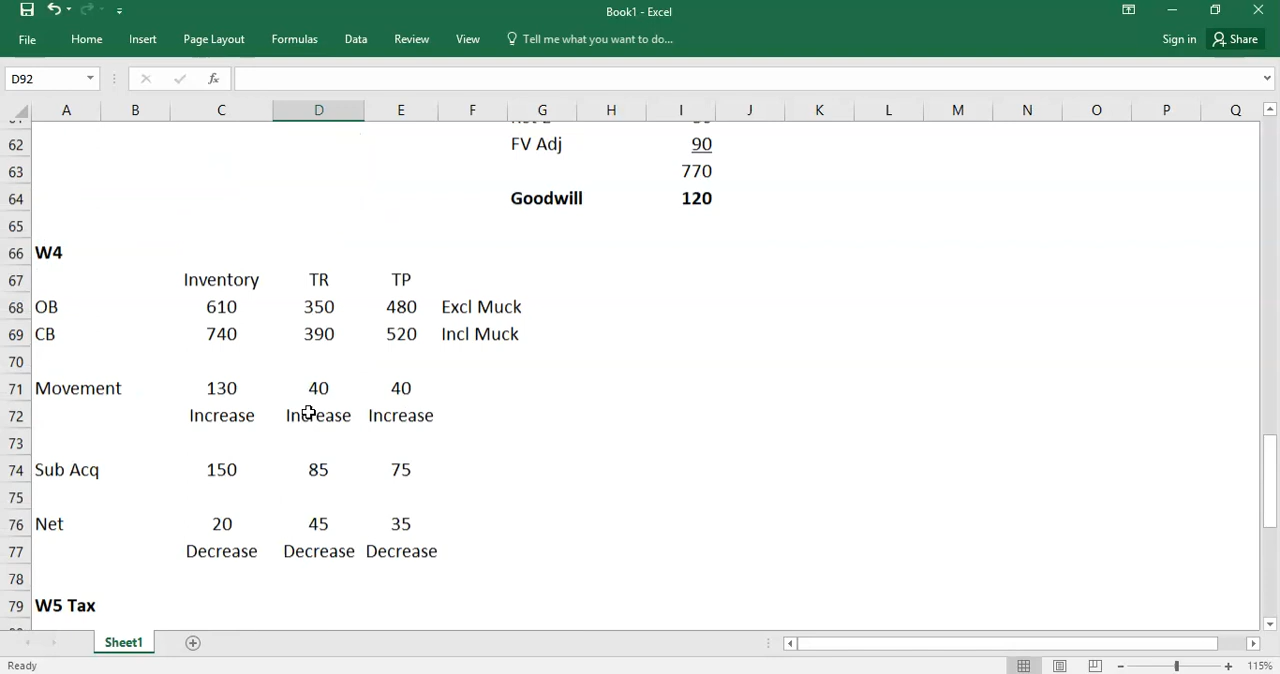 Book1 - Excel
File Home Insert Page Layout Formulas Data Review View Tell me what you want to do... Sign in Share
D92 fx
A B C D E F G H I J K L M N O P Q
62 FV Adj 90
63 770
64 Goodwill 120
65
66 W4
67 Inventory TR TP
68 OB 610 350 480 Excl Muck
69 CB 740 390 520 Incl Muck
70
71 Movement 130 40 40
72 Increase Increase Increase
73
74 Sub Acq 150 85 75
75
76 Net 20 45 35
77 Decrease Decrease Decrease
78
79 W5 Tax
Sheet1
Ready 115%